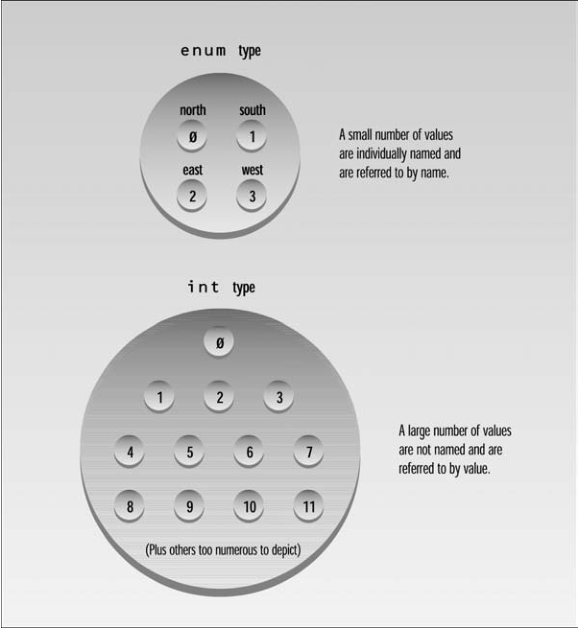 enum type
north south
Ø 1
east west
2 3
A small number of values
are individually named and
are referred to by name.
int type
Ø
1 2 3
4 5 6 7
8 9 10 11
(Plus others too numerous to depict)
A large number of values
are not named and are
referred to by value.